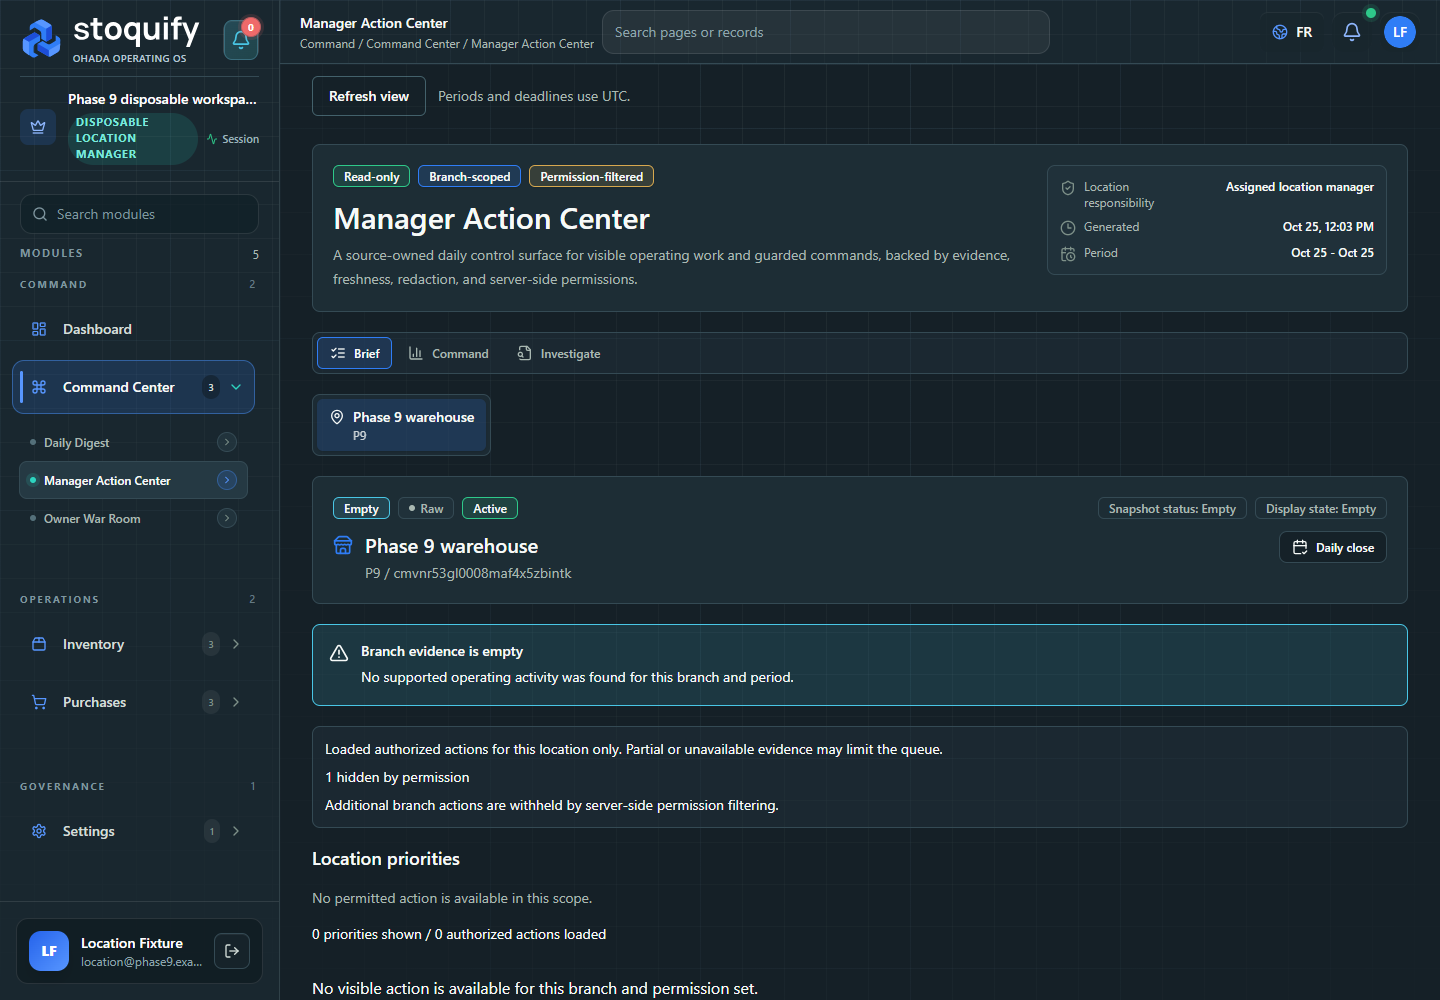 stoquify
OHADA OPERATING OS
0
Phase 9 disposable workspa...
DISPOSABLE
LOCATION
MANAGER
Session
Search modules
MODULES 5
COMMAND 2
Dashboard
Command Center 3
Daily Digest
Manager Action Center
Owner War Room
OPERATIONS 2
Inventory 3
Purchases 3
GOVERNANCE 1
Settings 1
LF
Location Fixture
location@phase9.exa...
Manager Action Center
Command / Command Center / Manager Action Center
Search pages or records
FR
LF
Refresh view
Periods and deadlines use UTC.
Read-only
Branch-scoped
Permission-filtered
Manager Action Center
A source-owned daily control surface for visible operating work and guarded commands, backed by evidence,
freshness, redaction, and server-side permissions.
Location
responsibility
Assigned location manager
Generated
Oct 25, 12:03 PM
Period
Oct 25 - Oct 25
Brief
Command
Investigate
Phase 9 warehouse
P9
Empty
Raw
Active
Snapshot status: Empty
Display state: Empty
Phase 9 warehouse
P9 / cmvnr53gl0008maf4x5zbintk
Daily close
Branch evidence is empty
No supported operating activity was found for this branch and period.
Loaded authorized actions for this location only. Partial or unavailable evidence may limit the queue.
1 hidden by permission
Additional branch actions are withheld by server-side permission filtering.
Location priorities
No permitted action is available in this scope.
0 priorities shown / 0 authorized actions loaded
No visible action is available for this branch and permission set.